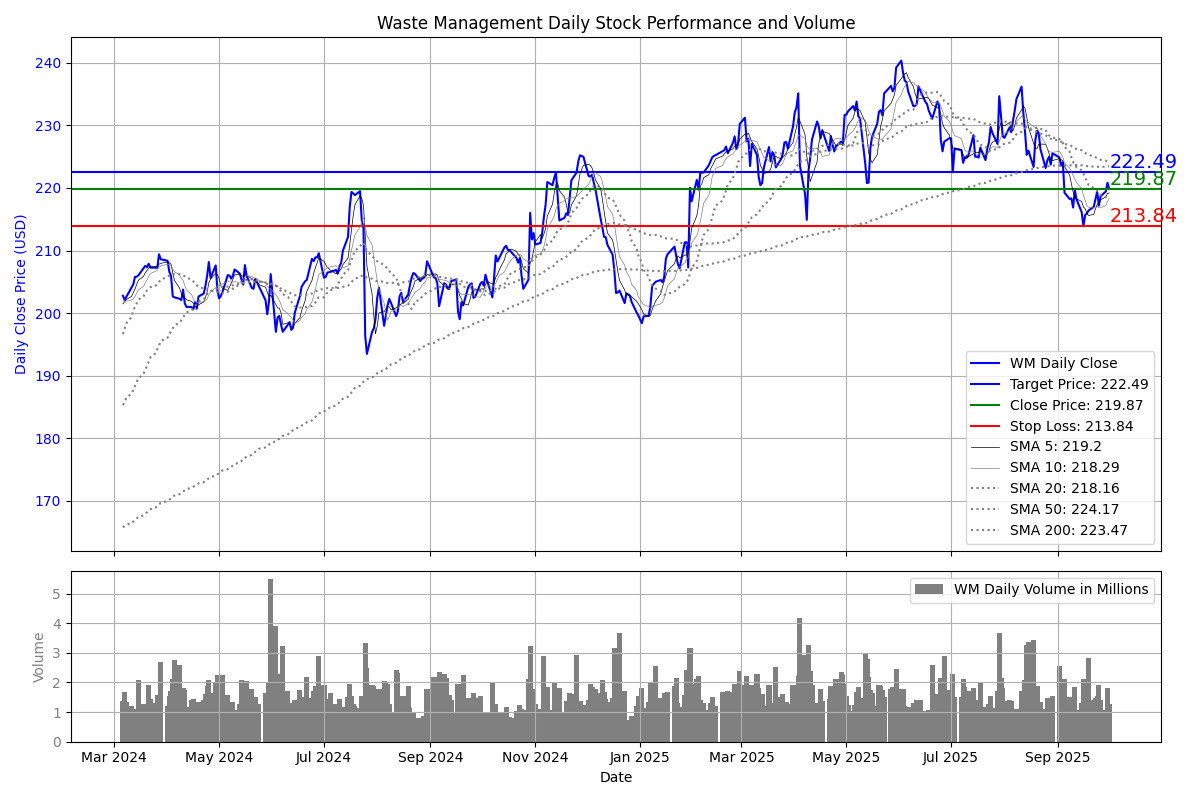 Waste Management Daily Stock Performance and Volume
Daily Close Price (USD)
240
230
220
210
200
190
180
170
222.49
219.87
213.84
WM Daily Close
Target Price: 222.49
Close Price: 219.87
Stop Loss: 213.84
SMA 5: 219.2
SMA 10: 218.29
SMA 20: 218.16
SMA 50: 224.17
SMA 200: 223.47
Volume
5
4
3
2
1
0
WM Daily Volume in Millions
Mar 2024 May 2024 Jul 2024 Sep 2024 Nov 2024 Jan 2025 Mar 2025 May 2025 Jul 2025 Sep 2025
Date